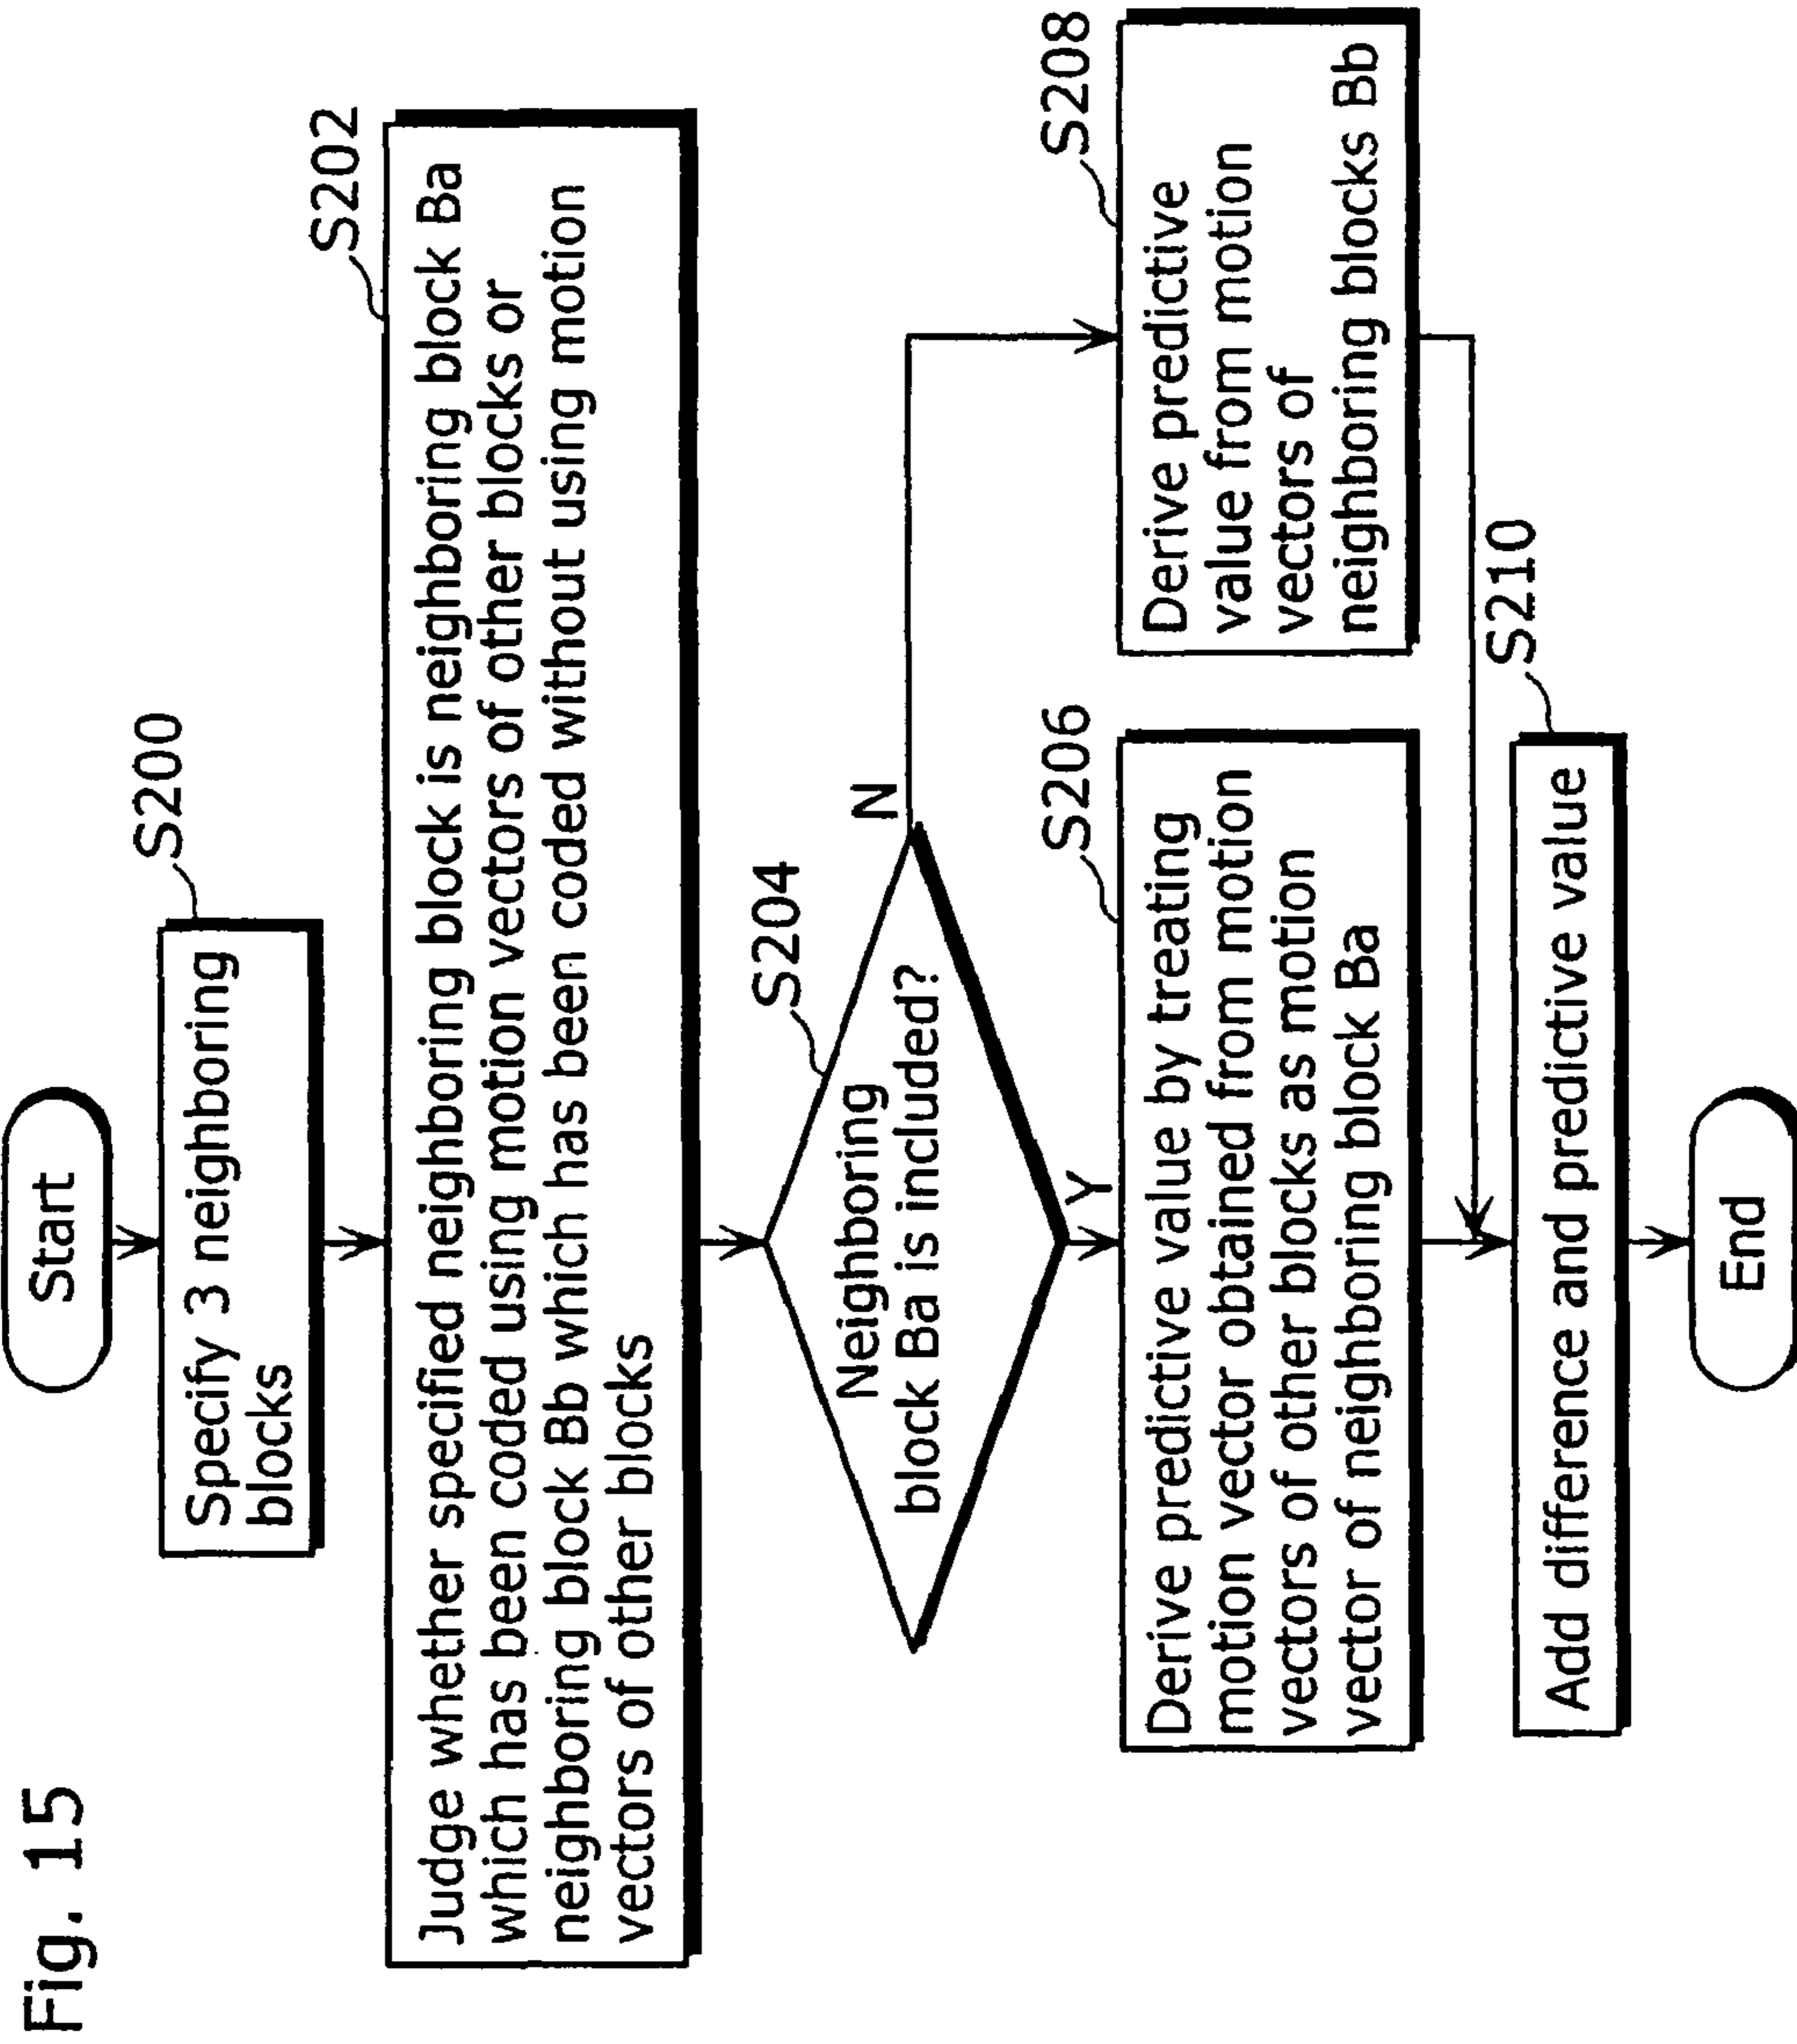 Fig. 15
Start
S200
Specify 3 neighboring
blocks
S202
Judge whether specified neighboring block is neighboring block Ba
which has been coded using motion vectors of other blocks or
neighboring block Bb which has been coded without using motion
vectors of other blocks
S204
Neighboring
block Ba is included?
N
Y
S206
Derive predictive value by treating
motion vector obtained from motion
vectors of other blocks as motion
vector of neighboring block Ba
S208
Derive predictive
value from motion
vectors of
neighboring blocks Bb
S210
Add difference and predictive value
End